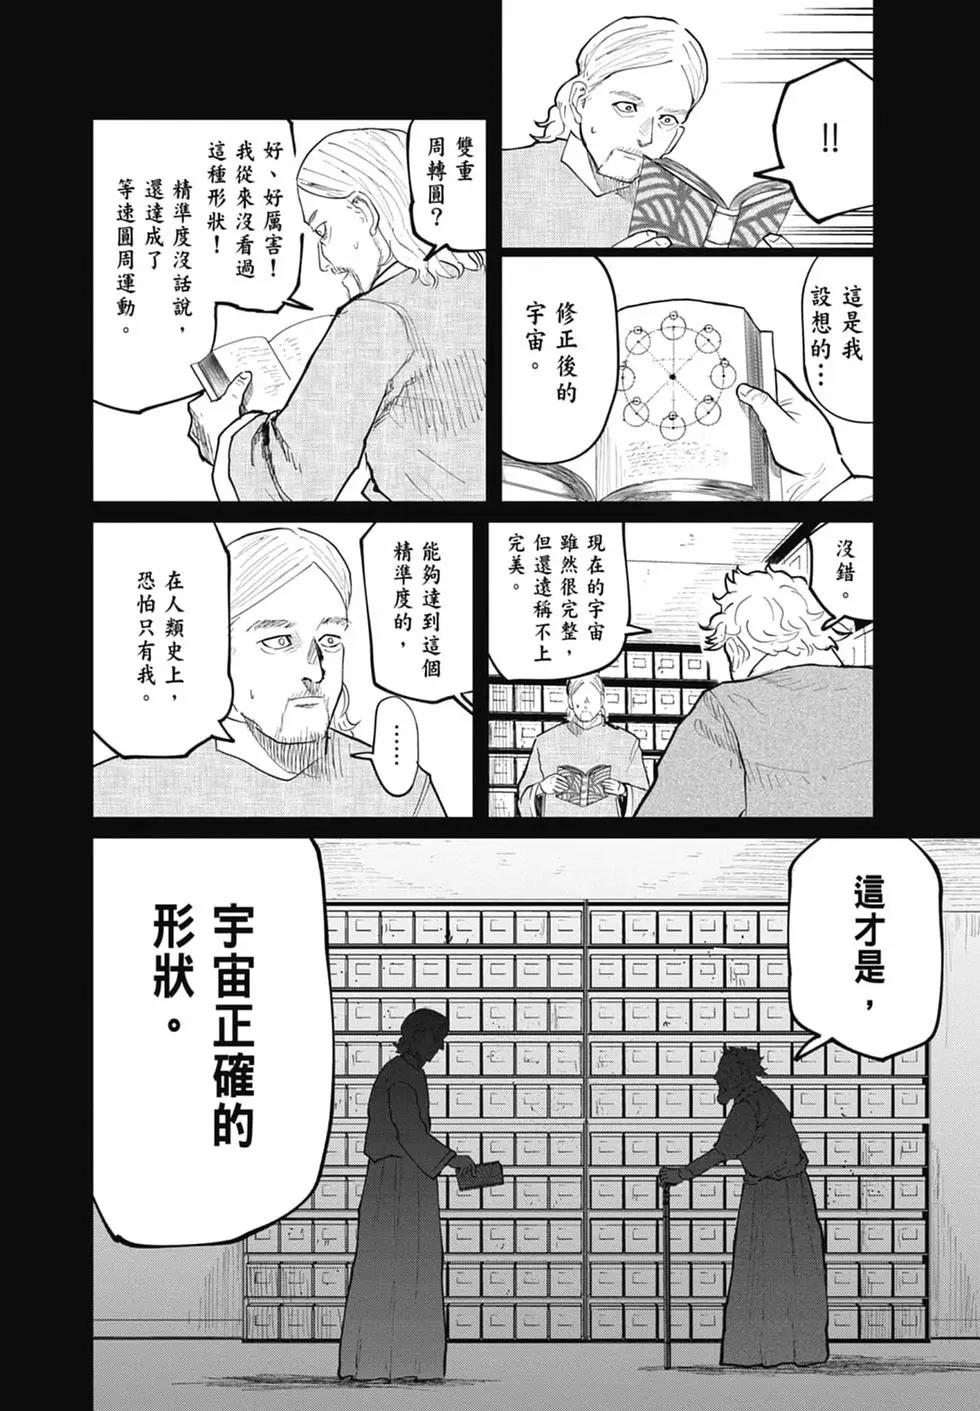 !!
這是我
設想的…
修正後的
宇宙。
雙重
周轉圓？
好、好厲害！
我從來沒看過
這種形狀！
精準度沒話說，
還達成了
等速圓周運動。
沒錯。
現在的宇宙
雖然很完整，
但還遠稱不上
完美。
能夠達到這個
精準度的，
……
在人類史上，
恐怕只有我。
這才是，
宇宙正確的
形狀。